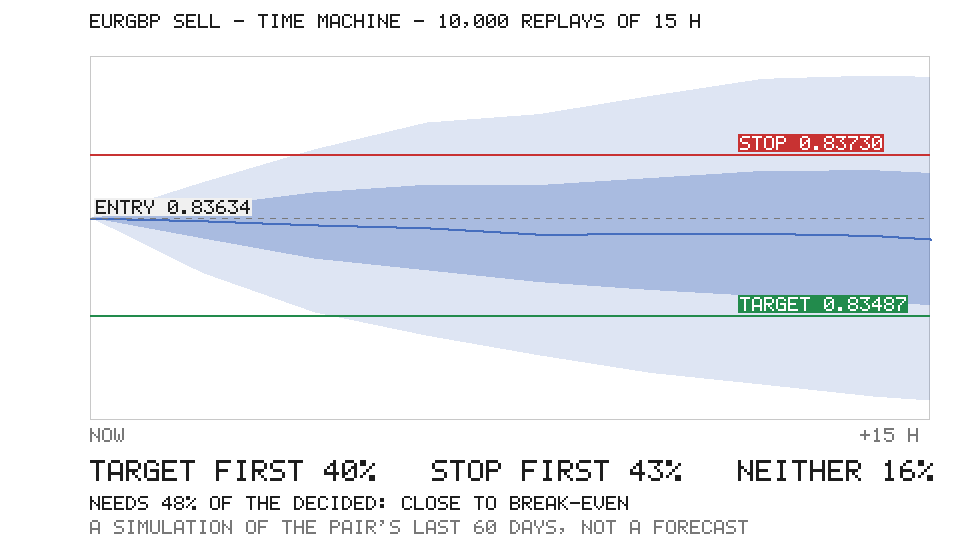 EURGBP SELL - TIME MACHINE - 10,000 REPLAYS OF 15 H
STOP 0.83730
ENTRY 0.83634
TARGET 0.83487
NOW +15 H
TARGET FIRST 40% STOP FIRST 43% NEITHER 16%
NEEDS 48% OF THE DECIDED: CLOSE TO BREAK-EVEN
A SIMULATION OF THE PAIR'S LAST 60 DAYS, NOT A FORECAST